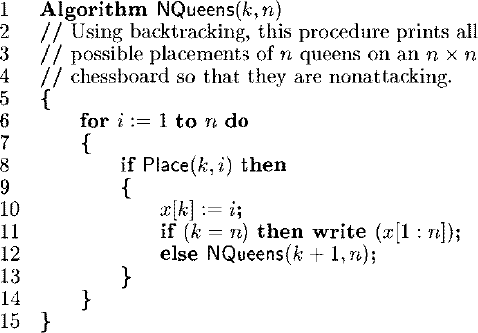 1 Algorithm NQueens(k, n)
2 // Using backtracking, this procedure prints all
3 // possible placements of n queens on an n × n
4 // chessboard so that they are nonattacking.
5 {
6 for i := 1 to n do
7 {
8 if Place(k, i) then
9 {
10 x[k] := i;
11 if (k = n) then write (x[1 : n]);
12 else NQueens(k + 1, n);
13 }
14 }
15 }